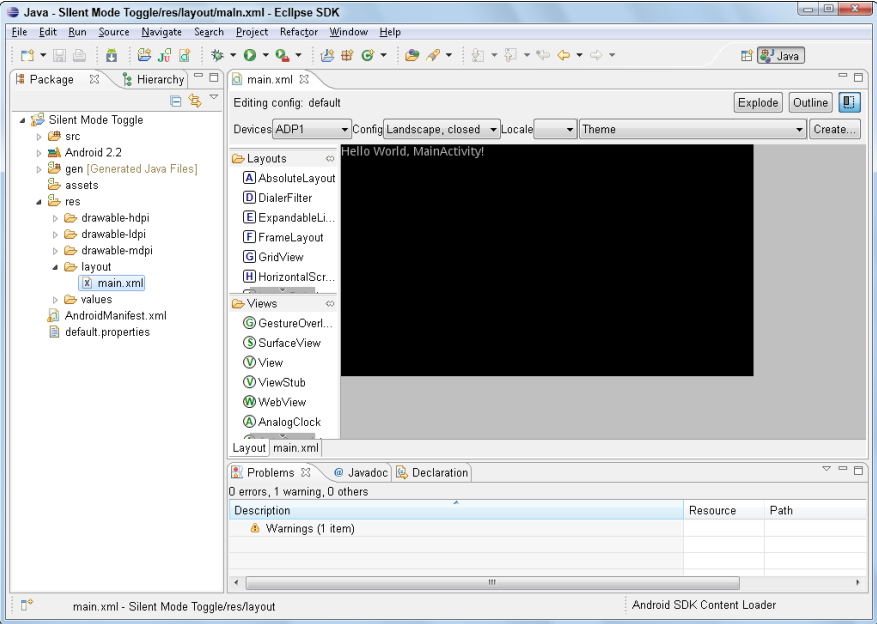 Java - Silent Mode Toggle/res/layout/main.xml - Eclipse SDK
File Edit Run Source Navigate Search Project Refactor Window Help
Java
Package Hierarchy
main.xml
Editing config: default
Explode Outline
Devices ADP1 Config Landscape, closed Locale Theme Create...
Silent Mode Toggle
src
Android 2.2
gen [Generated Java Files]
assets
res
drawable-hdpi
drawable-ldpi
drawable-mdpi
layout
main.xml
values
AndroidManifest.xml
default.properties
Layouts
A AbsoluteLayout
D DialerFilter
E ExpandableLi...
F FrameLayout
G GridView
H HorizontalScr...
Views
G GestureOverl...
S SurfaceView
V View
V ViewStub
W WebView
A AnalogClock
Hello World, MainActivity!
Layout main.xml
Problems @ Javadoc Declaration
0 errors, 1 warning, 0 others
Description Resource Path
Warnings (1 item)
main.xml - Silent Mode Toggle/res/layout
Android SDK Content Loader